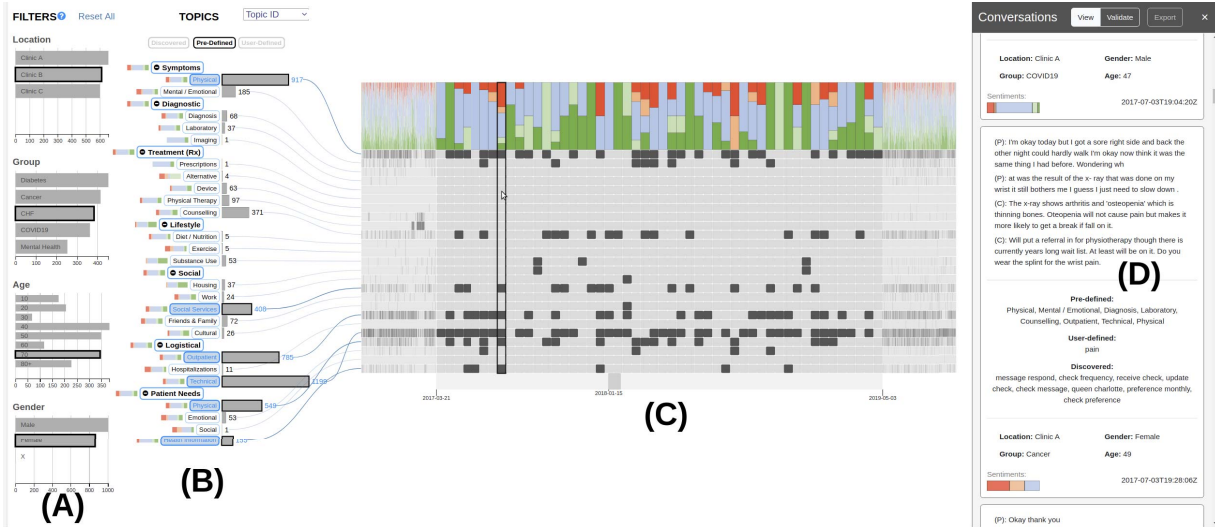 FILTERS? Reset All
Location
Clinic A
Clinic B
Clinic C
0 100 200 300 400 500 600
Group
Diabetes
Cancer
CHF
COVID19
Mental Health
0 100 200 300 400
Age
10
20
30
40
50
60
70
80+
0 50 100 150 200 250 300 350
Gender
Male
Female
X
0 200 400 600 800 1000
(A)
TOPICS Topic ID
Discovered Pre-Defined User-Defined
Symptoms
Physical 917
Mental / Emotional 185
Diagnostic
Diagnosis 68
Laboratory 37
Imaging 1
Treatment (Rx)
Prescriptions 1
Alternative 4
Device 63
Physical Therapy 97
Counselling 371
Lifestyle
Diet / Nutrition 5
Exercise 5
Substance Use 53
Social
Housing 37
Work 24
Social Services 408
Friends & Family 72
Cultural 26
Logistical
Outpatient 785
Hospitalizations 11
Technical 1199
Patient Needs
Physical 549
Emotional 53
Social 1
Health Information 155
(B)
2017-03-21 2018-01-15 2019-05-03
(C)
Conversations View Validate Export ×
Location: Clinic A Gender: Male
Group: COVID19 Age: 47
Sentiments:
2017-07-03T19:04:20Z
(P): I'm okay today but I got a sore right side and back the
other night could hardly walk I'm okay now think it was the
same thing I had before. Wondering wh
(P): at was the result of the x- ray that was done on my
wrist it still bothers me I guess I just need to slow down .
(C): The x-ray shows arthritis and 'osteopenia' which is
thinning bones. Oteopenia will not cause pain but makes it
more likely to get a break if fall on it.
(C): Will put a referral in for physiotherapy though there is
currently years long wait list. At least will be on it. Do you
wear the splint for the wrist pain.
(D)
Pre-defined:
Physical, Mental / Emotional, Diagnosis, Laboratory,
Counselling, Outpatient, Technical, Physical
User-defined:
pain
Discovered:
message respond, check frequency, receive check, update
check, check message, queen charlotte, preference monthly,
check preference
Location: Clinic A Gender: Female
Group: Cancer Age: 49
Sentiments:
2017-07-03T19:28:06Z
(P): Okay thank you